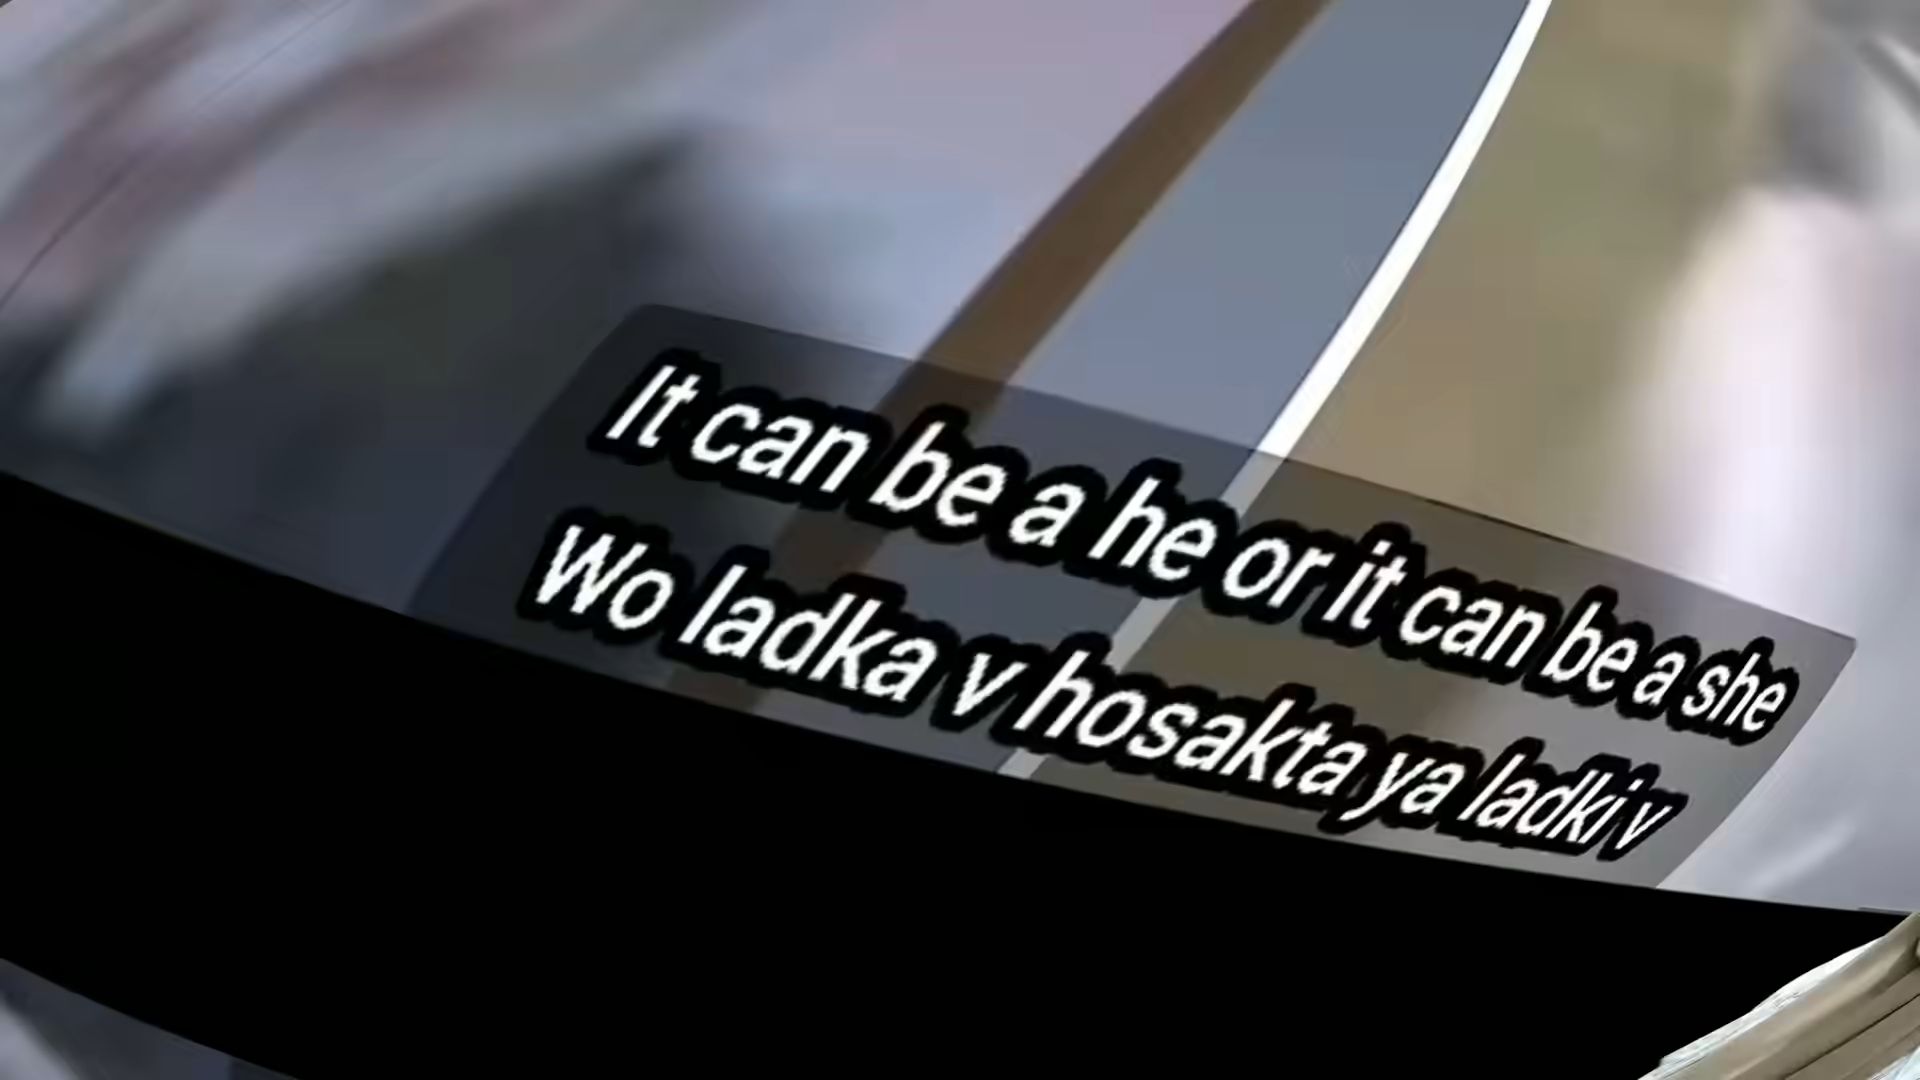 It can be a he or it can be a she
Wo ladka v hosakta ya ladki v